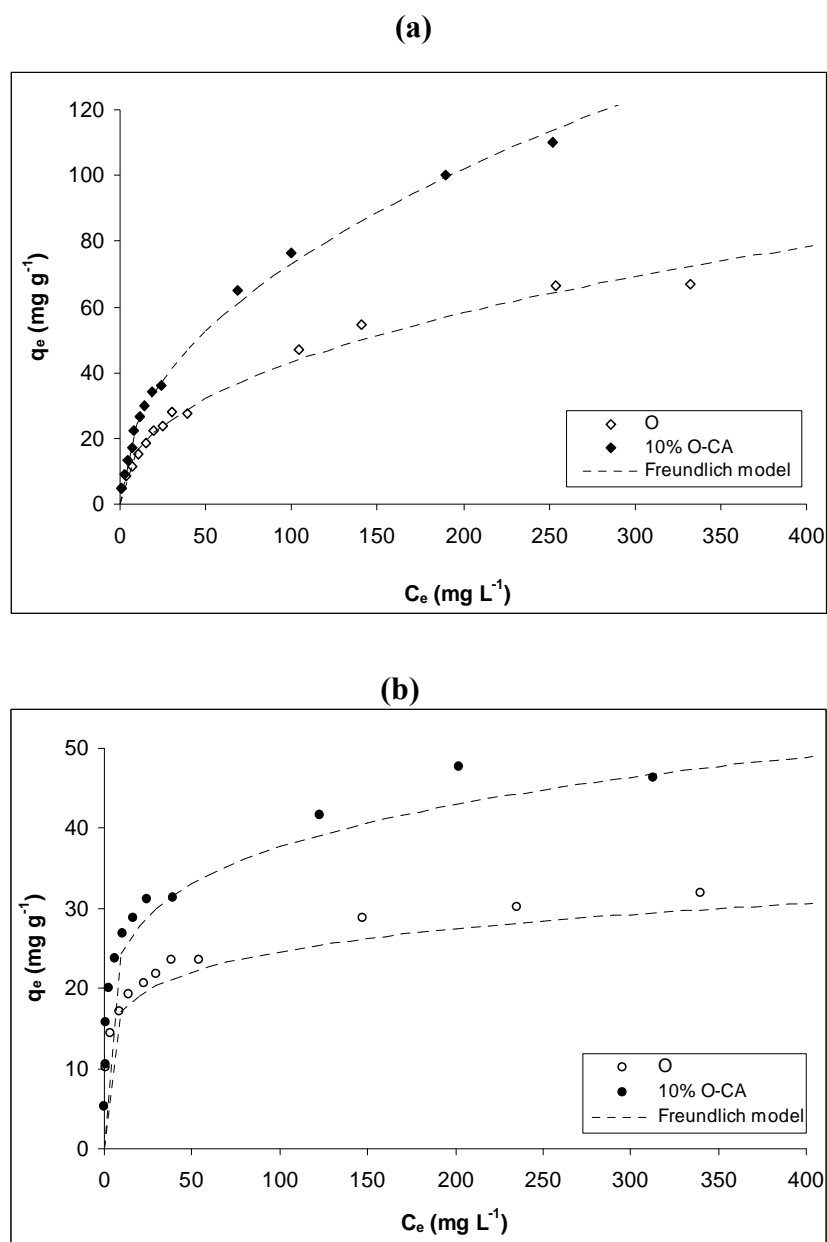 (a)
qₑ (mg g⁻¹)
120
100
80
60
40
20
0
O
10% O-CA
Freundlich model
0 50 100 150 200 250 300 350 400
Cₑ (mg L⁻¹)
(b)
qₑ (mg g⁻¹)
50
40
30
20
10
0
O
10% O-CA
Freundlich model
0 50 100 150 200 250 300 350 400
Cₑ (mg L⁻¹)